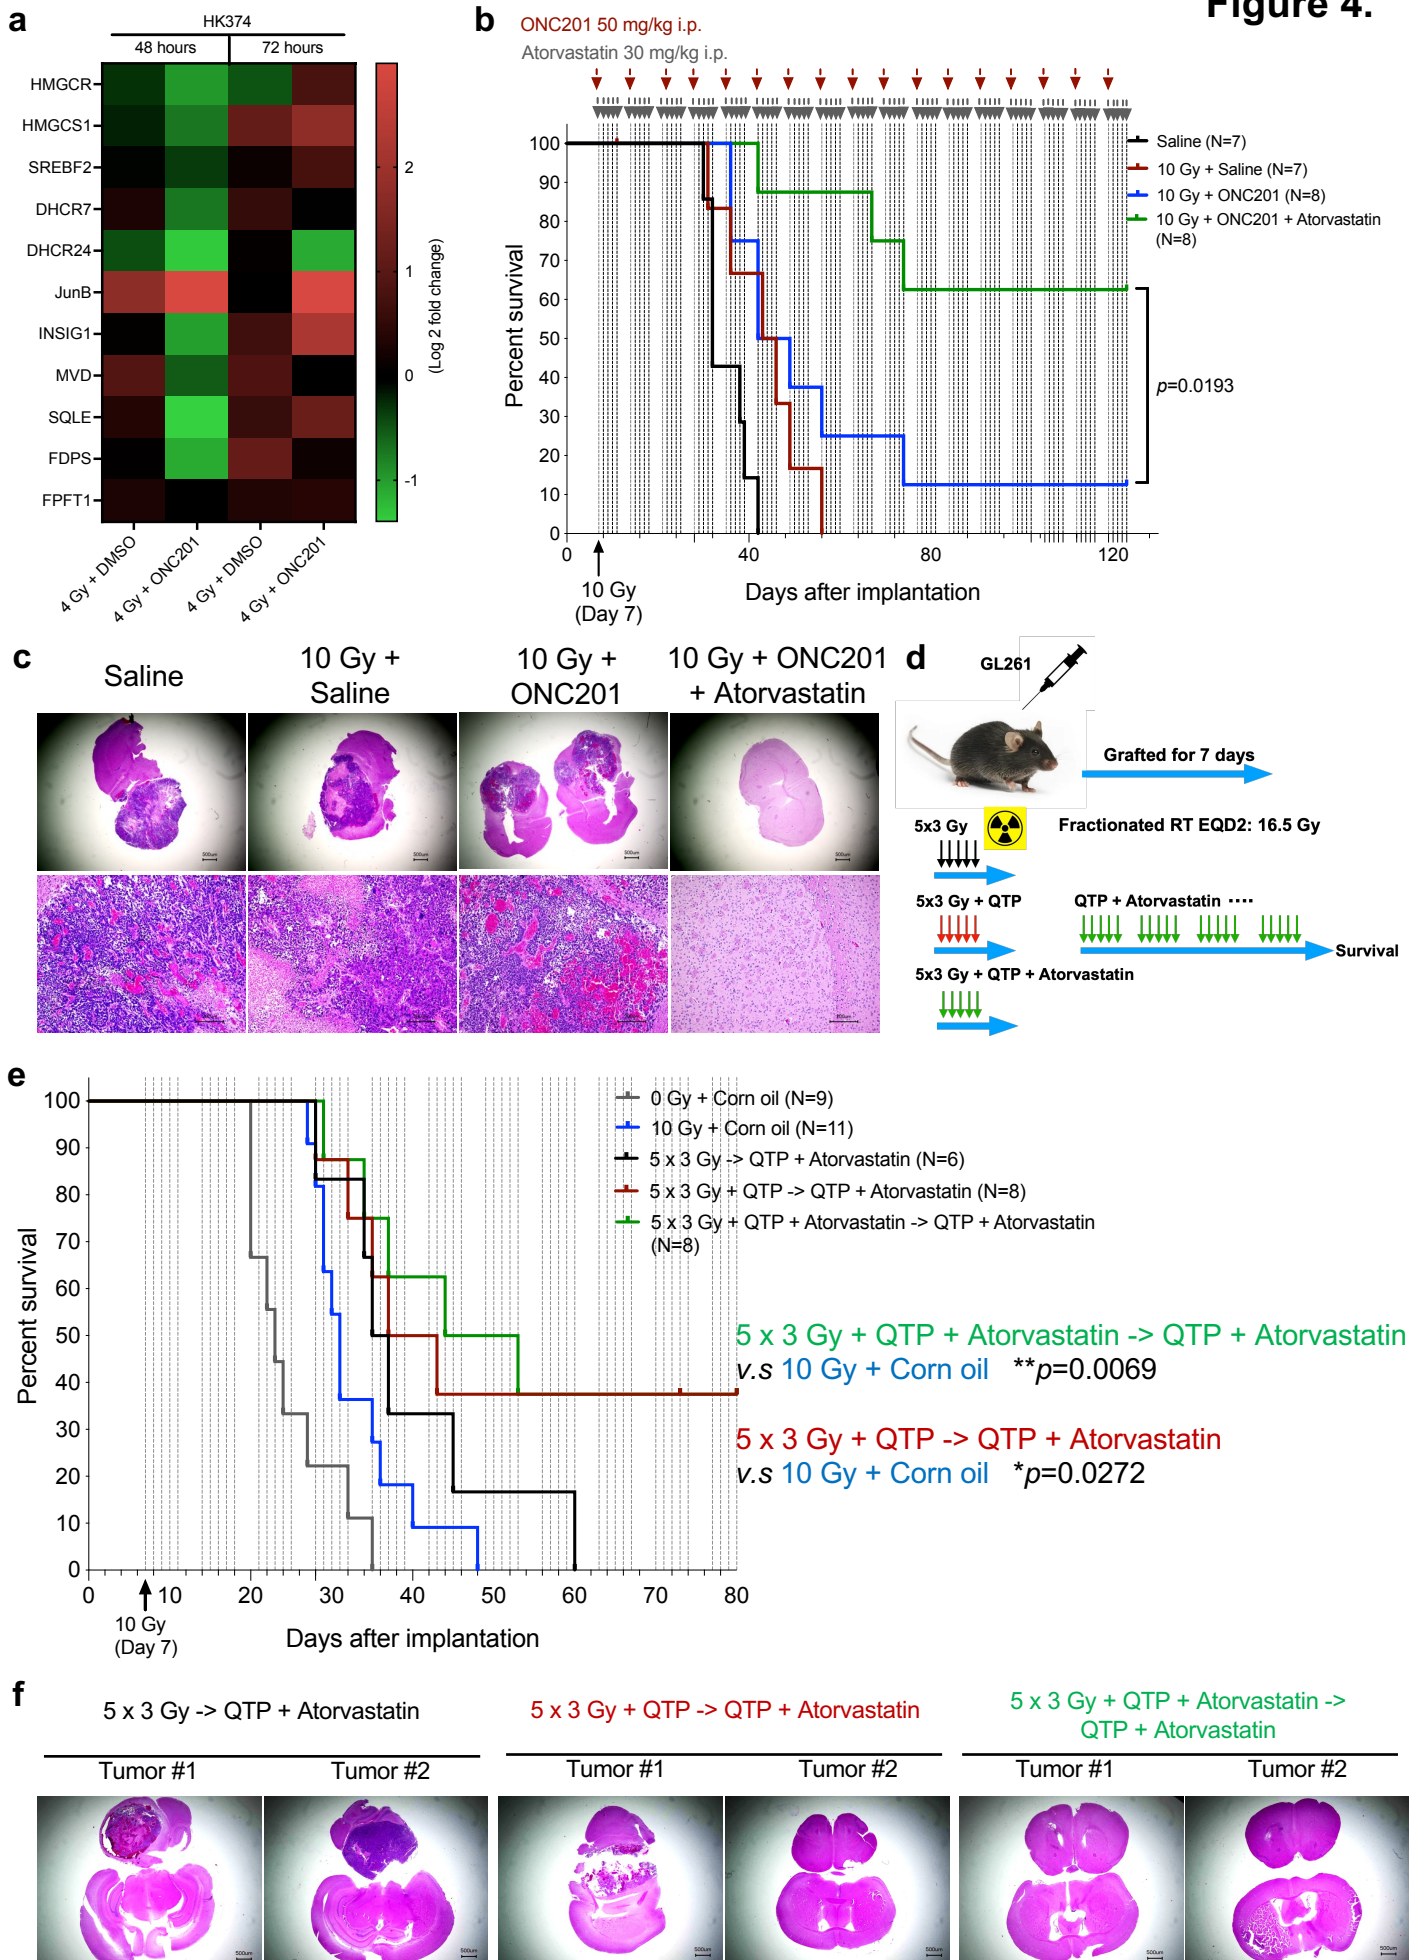 Figure 4.
a
HK374
48 hours
72 hours
HMGCR
HMGCS1
SREBF2
DHCR7
DHCR24
JunB
INSIG1
MVD
SQLE
FDPS
FPFT1
2
1
0
-1
(Log 2 fold change)
4 Gy + DMSO
4 Gy + ONC201
4 Gy + DMSO
4 Gy + ONC201
b
ONC201 50 mg/kg i.p.
Atorvastatin 30 mg/kg i.p.
Percent survival
100
90
80
70
60
50
40
30
20
10
0
0
40
80
120
10 Gy
(Day 7)
Days after implantation
Saline (N=7)
10 Gy + Saline (N=7)
10 Gy + ONC201 (N=8)
10 Gy + ONC201 + Atorvastatin
(N=8)
p=0.0193
c
Saline
10 Gy +
Saline
10 Gy +
ONC201
10 Gy + ONC201
+ Atorvastatin
500um
500um
500um
500um
d
GL261
Grafted for 7 days
5x3 Gy
Fractionated RT EQD2: 16.5 Gy
5x3 Gy + QTP
QTP + Atorvastatin ....
Survival
5x3 Gy + QTP + Atorvastatin
e
Percent survival
100
90
80
70
60
50
40
30
20
10
0
0
10
20
30
40
50
60
70
80
10 Gy
(Day 7)
Days after implantation
0 Gy + Corn oil (N=9)
10 Gy + Corn oil (N=11)
5 x 3 Gy -> QTP + Atorvastatin (N=6)
5 x 3 Gy + QTP -> QTP + Atorvastatin (N=8)
5 x 3 Gy + QTP + Atorvastatin -> QTP + Atorvastatin
(N=8)
5 x 3 Gy + QTP + Atorvastatin -> QTP + Atorvastatin
v.s 10 Gy + Corn oil **p=0.0069
5 x 3 Gy + QTP -> QTP + Atorvastatin
v.s 10 Gy + Corn oil *p=0.0272
f
5 x 3 Gy -> QTP + Atorvastatin
5 x 3 Gy + QTP -> QTP + Atorvastatin
5 x 3 Gy + QTP + Atorvastatin ->
QTP + Atorvastatin
Tumor #1
Tumor #2
Tumor #1
Tumor #2
Tumor #1
Tumor #2
500um
500um
500um
500um
500um
500um